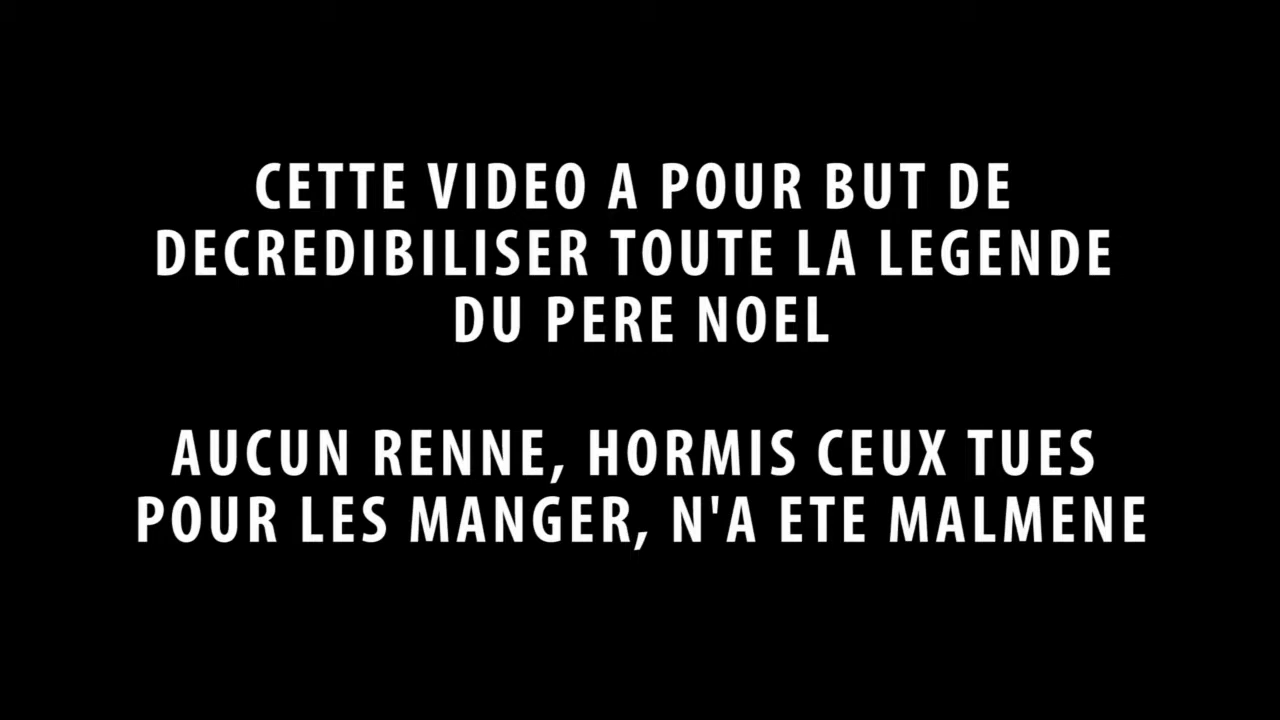 CETTE VIDEO A POUR BUT DE
DECREDIBILISER TOUTE LA LEGENDE
DU PERE NOEL
AUCUN RENNE, HORMIS CEUX TUES
POUR LES MANGER, N'A ETE MALMENE